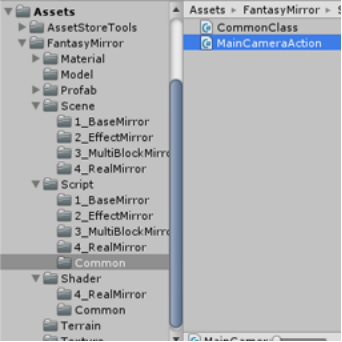 Assets
AssetStoreTools
FantasyMirror
Material
Model
Profab
Scene
1_BaseMirror
2_EffectMirror
3_MultiBlockMirro
4_RealMirror
Script
1_BaseMirror
2_EffectMirror
3_MultiBlockMirro
4_RealMirror
Common
Shader
4_RealMirror
Common
Terrain
Texture
Assets ▸ FantasyMirror ▸ S
CommonClass
MainCameraAction
MainCamer